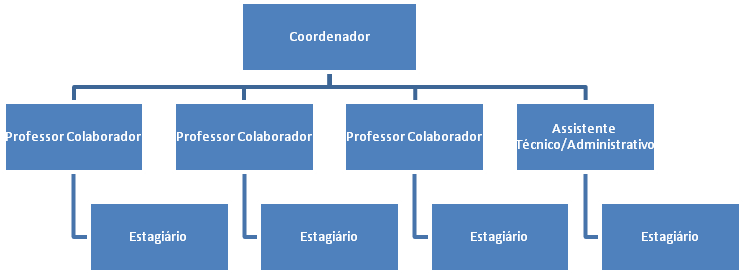 Coordenador
Professor Colaborador
Professor Colaborador
Professor Colaborador
Assistente
Técnico/Administrativo
Estagiário
Estagiário
Estagiário
Estagiário